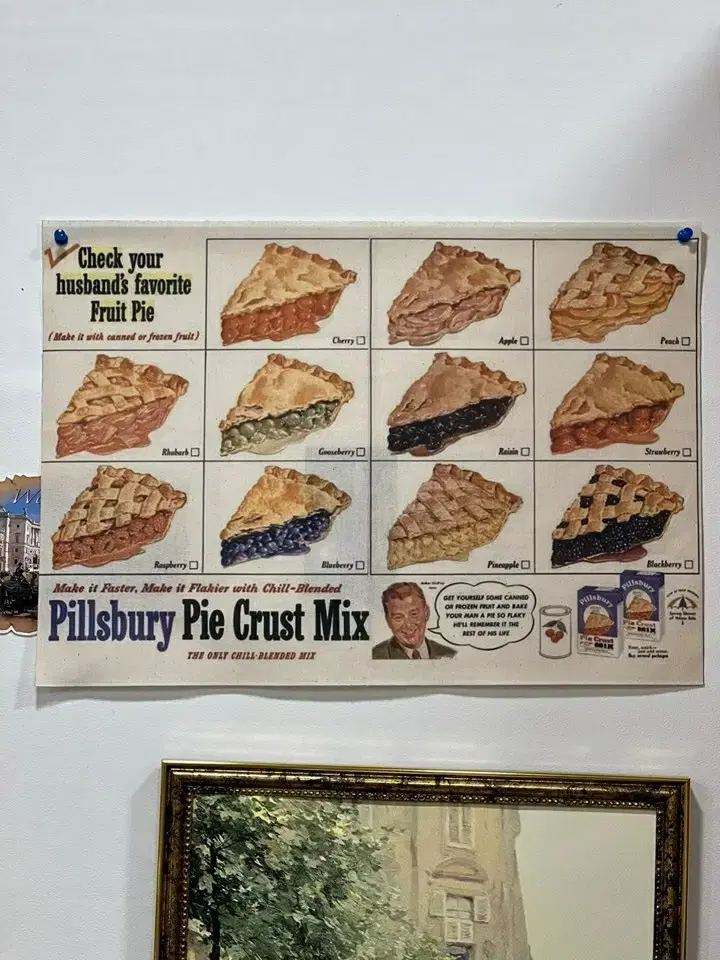 Check your
husband's favorite
Fruit Pie
(Make it with canned or frozen fruit)
Cherry
Apple
Peach
Rhubarb
Gooseberry
Raisin
Strawberry
Raspberry
Blueberry
Pineapple
Blackberry
Make it Faster, Make it Flakier with Chill-Blended
Pillsbury Pie Crust Mix
THE ONLY CHILL-BLENDED MIX
GET YOURSELF SOME CANNED
OR FROZEN FRUIT AND BAKE
YOUR MAN A PIE SO FLAKY
HE'LL REMEMBER IT THE
REST OF HIS LIFE
Pillsbury
Pie Crust
MIX
Pillsbury
Pie Crust
MIX